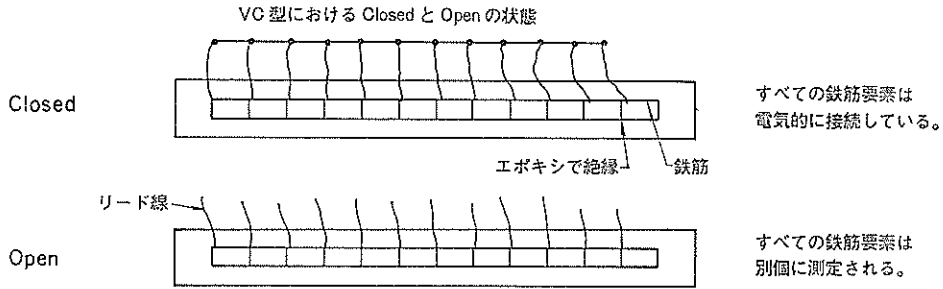 VC 型における Closed と Open の状態
Closed
すべての鉄筋要素は
電気的に接続している。
エポキシで絶縁
鉄筋
リード線
Open
すべての鉄筋要素は
別個に測定される。